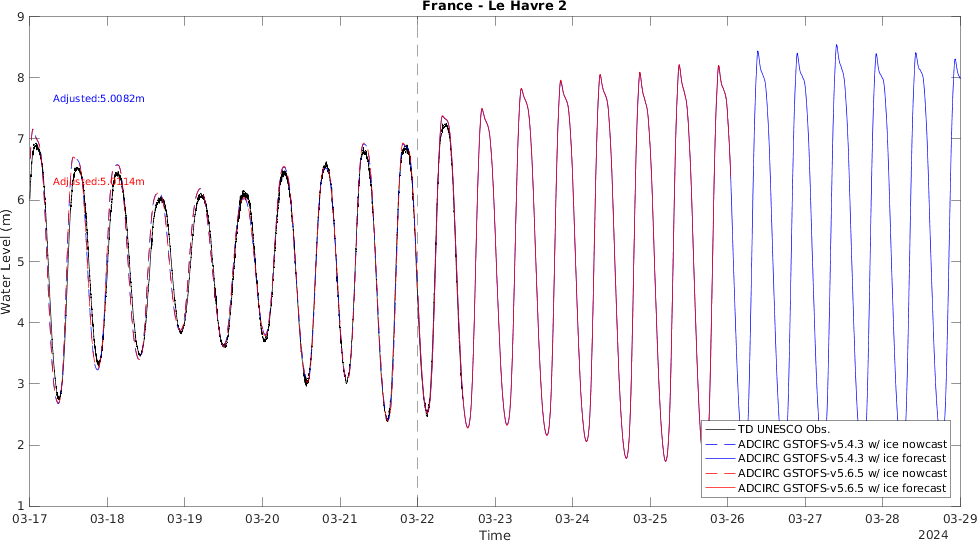 France - Le Havre 2
9
8
7
6
5
4
3
2
1
Water Level (m)
Adjusted:5.0082m
Adjusted:5.0114m
TD UNESCO Obs.
ADCIRC GSTOFS-v5.4.3 w/ ice nowcast
ADCIRC GSTOFS-v5.4.3 w/ ice forecast
ADCIRC GSTOFS-v5.6.5 w/ ice nowcast
ADCIRC GSTOFS-v5.6.5 w/ ice forecast
03-17 03-18 03-19 03-20 03-21 03-22 03-23 03-24 03-25 03-26 03-27 03-28 03-29
Time
2024